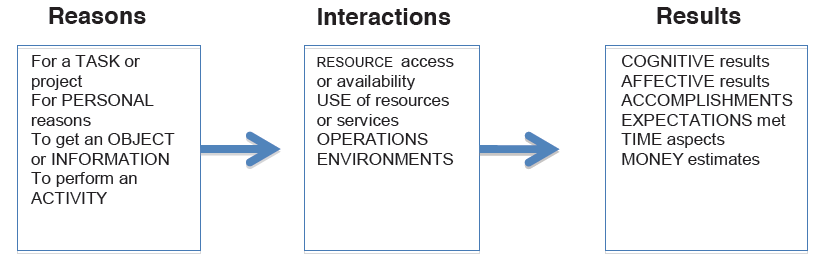 Reasons
For a TASK or
project
For PERSONAL
reasons
To get an OBJECT
or INFORMATION
To perform an
ACTIVITY
Interactions
RESOURCE access
or availability
USE of resources
or services
OPERATIONS
ENVIRONMENTS
Results
COGNITIVE results
AFFECTIVE results
ACCOMPLISHMENTS
EXPECTATIONS met
TIME aspects
MONEY estimates